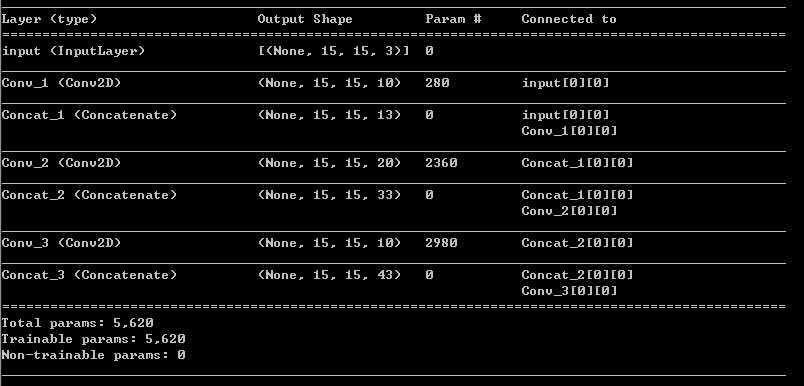 Layer (type) Output Shape Param # Connected to
==================================================================================================
input (InputLayer) [(None, 15, 15, 3)] 0
Conv_1 (Conv2D) (None, 15, 15, 10) 280 input[0][0]
Concat_1 (Concatenate) (None, 15, 15, 13) 0 input[0][0]
Conv_1[0][0]
Conv_2 (Conv2D) (None, 15, 15, 20) 2360 Concat_1[0][0]
Concat_2 (Concatenate) (None, 15, 15, 33) 0 Concat_1[0][0]
Conv_2[0][0]
Conv_3 (Conv2D) (None, 15, 15, 10) 2980 Concat_2[0][0]
Concat_3 (Concatenate) (None, 15, 15, 43) 0 Concat_2[0][0]
Conv_3[0][0]
==================================================================================================
Total params: 5,620
Trainable params: 5,620
Non-trainable params: 0